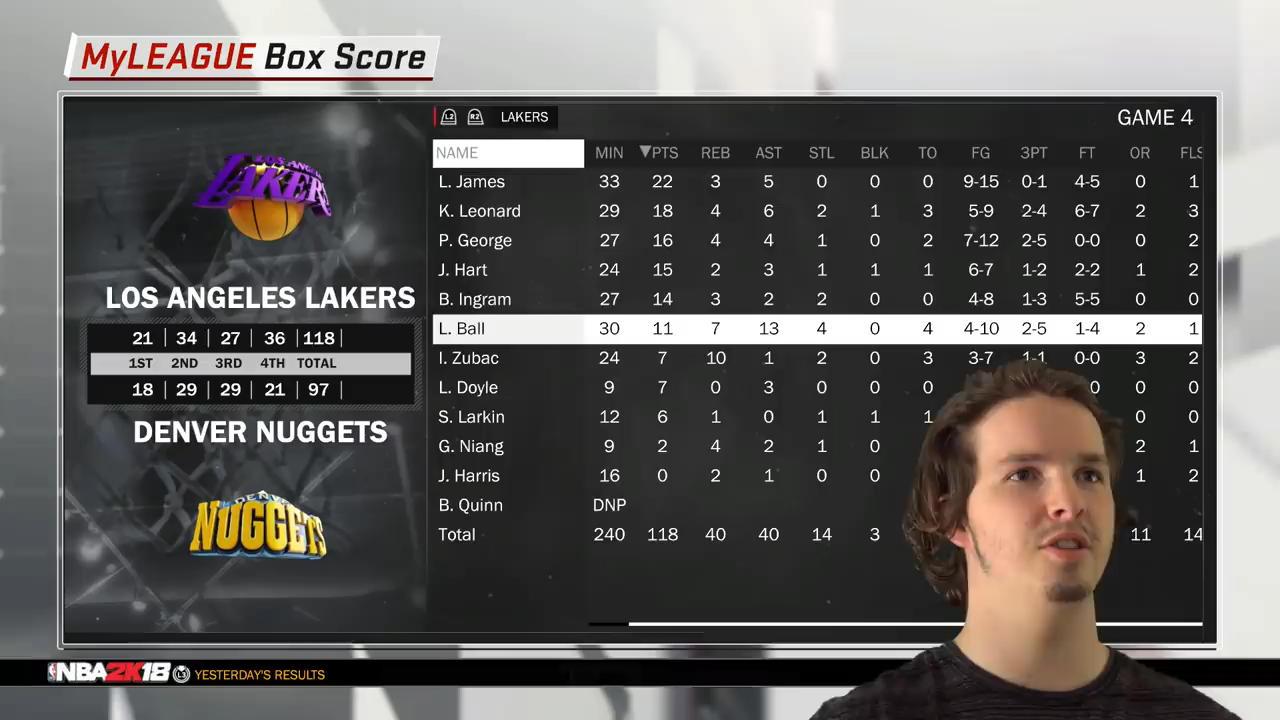 MyLEAGUE Box Score
L2 R2 LAKERS GAME 4
NAME MIN PTS REB AST STL BLK TO FG 3PT FT OR FLS
L. James 33 22 3 5 0 0 0 9-15 0-1 4-5 0 1
K. Leonard 29 18 4 6 2 1 3 5-9 2-4 6-7 2 3
P. George 27 16 4 4 1 0 2 7-12 2-5 0-0 0 2
J. Hart 24 15 2 3 1 1 1 6-7 1-2 2-2 1 2
B. Ingram 27 14 3 2 2 0 0 4-8 1-3 5-5 0 0
L. Ball 30 11 7 13 4 0 4 4-10 2-5 1-4 2 1
I. Zubac 24 7 10 1 2 0 3 3-7 1-1 0-0 3 2
L. Doyle 9 7 0 3 0 0 0 0 0
S. Larkin 12 6 1 0 1 1 1 0 0
G. Niang 9 2 4 2 1 0 2 1
J. Harris 16 0 2 1 0 0 1 2
B. Quinn DNP
Total 240 118 40 40 14 3 11 14
LOS ANGELES LAKERS
LOS ANGELES LAKERS
21 34 27 36 118
1ST 2ND 3RD 4TH TOTAL
18 29 29 21 97
DENVER NUGGETS
DENVER NUGGETS
NBA 2K18 YESTERDAY'S RESULTS